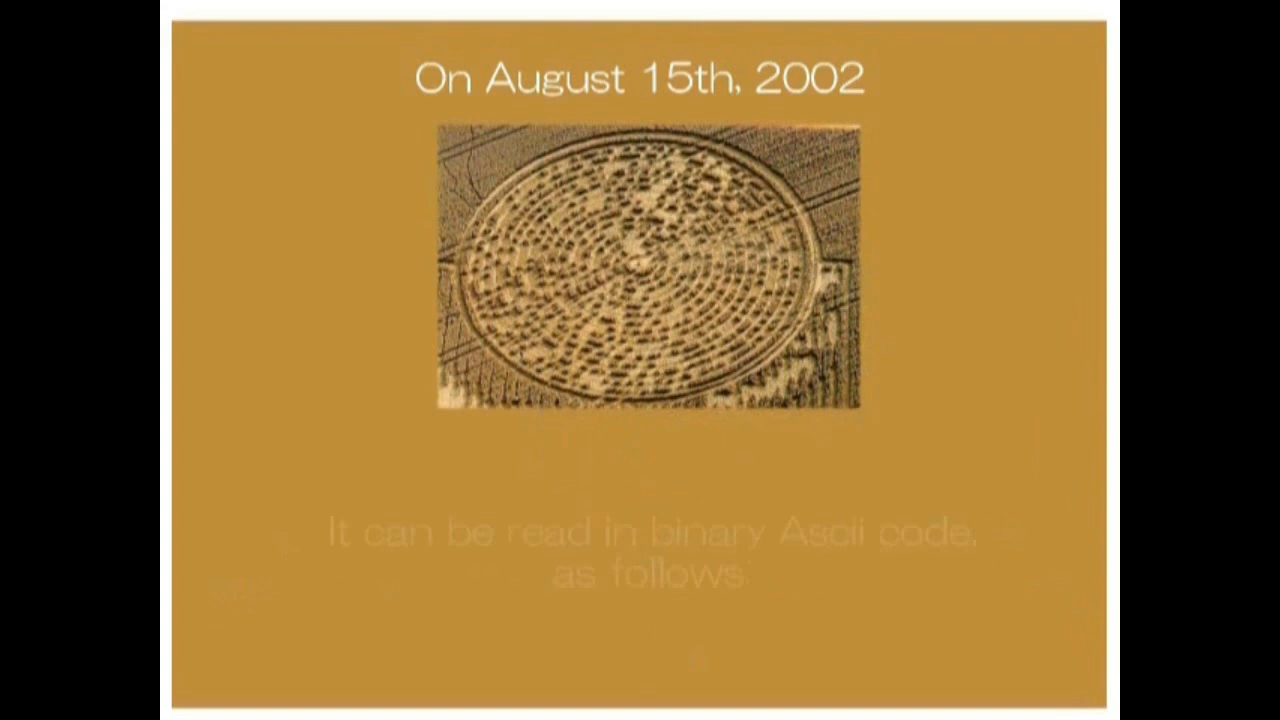 On August 15th, 2002
It can be read in binary Ascii code,
as follows: